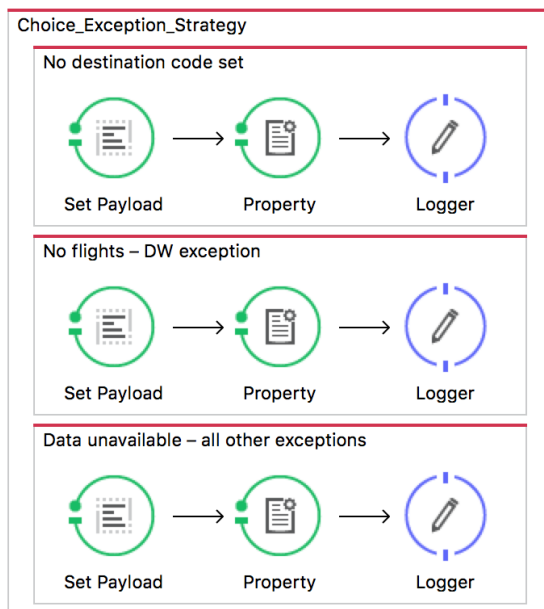 Choice_Exception_Strategy
No destination code set
Set Payload Property Logger
No flights – DW exception
Set Payload Property Logger
Data unavailable – all other exceptions
Set Payload Property Logger